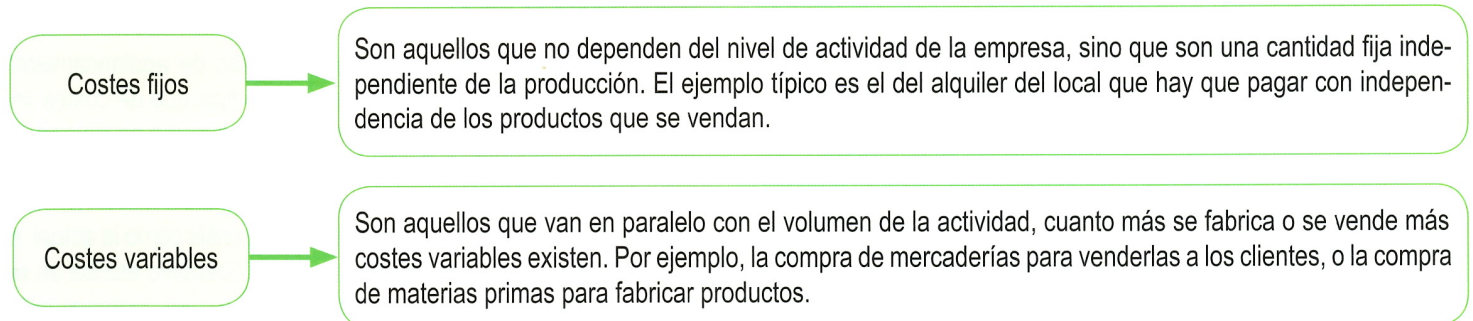 Costes fijos
Son aquellos que no dependen del nivel de actividad de la empresa, sino que son una cantidad fija inde-
pendiente de la producción. El ejemplo típico es el del alquiler del local que hay que pagar con indepen-
dencia de los productos que se vendan.
Costes variables
Son aquellos que van en paralelo con el volumen de la actividad, cuanto más se fabrica o se vende más
costes variables existen. Por ejemplo, la compra de mercaderías para venderlas a los clientes, o la compra
de materias primas para fabricar productos.